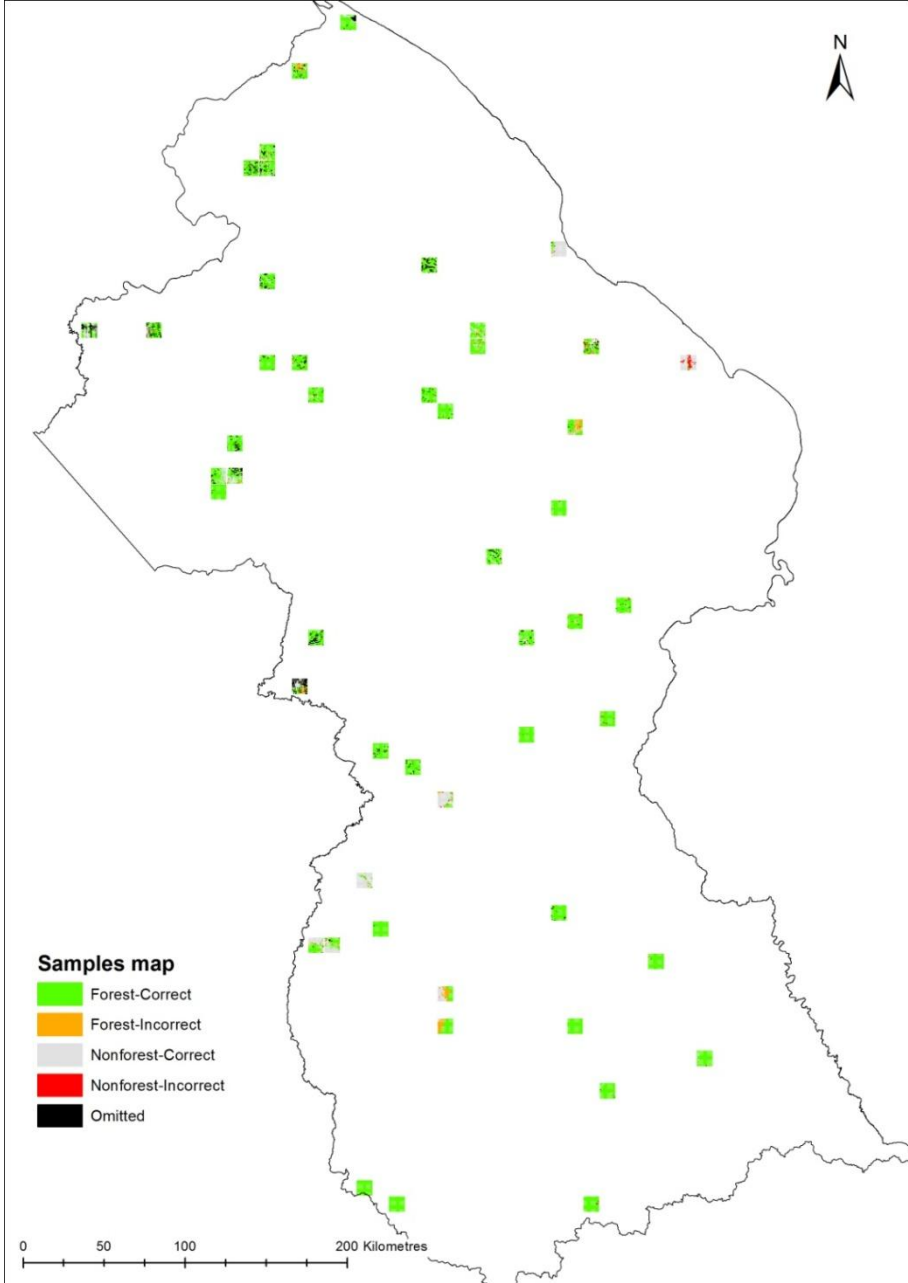 N
Samples map
Forest-Correct
Forest-Incorrect
Nonforest-Correct
Nonforest-Incorrect
Omitted
0 50 100 200 Kilometres